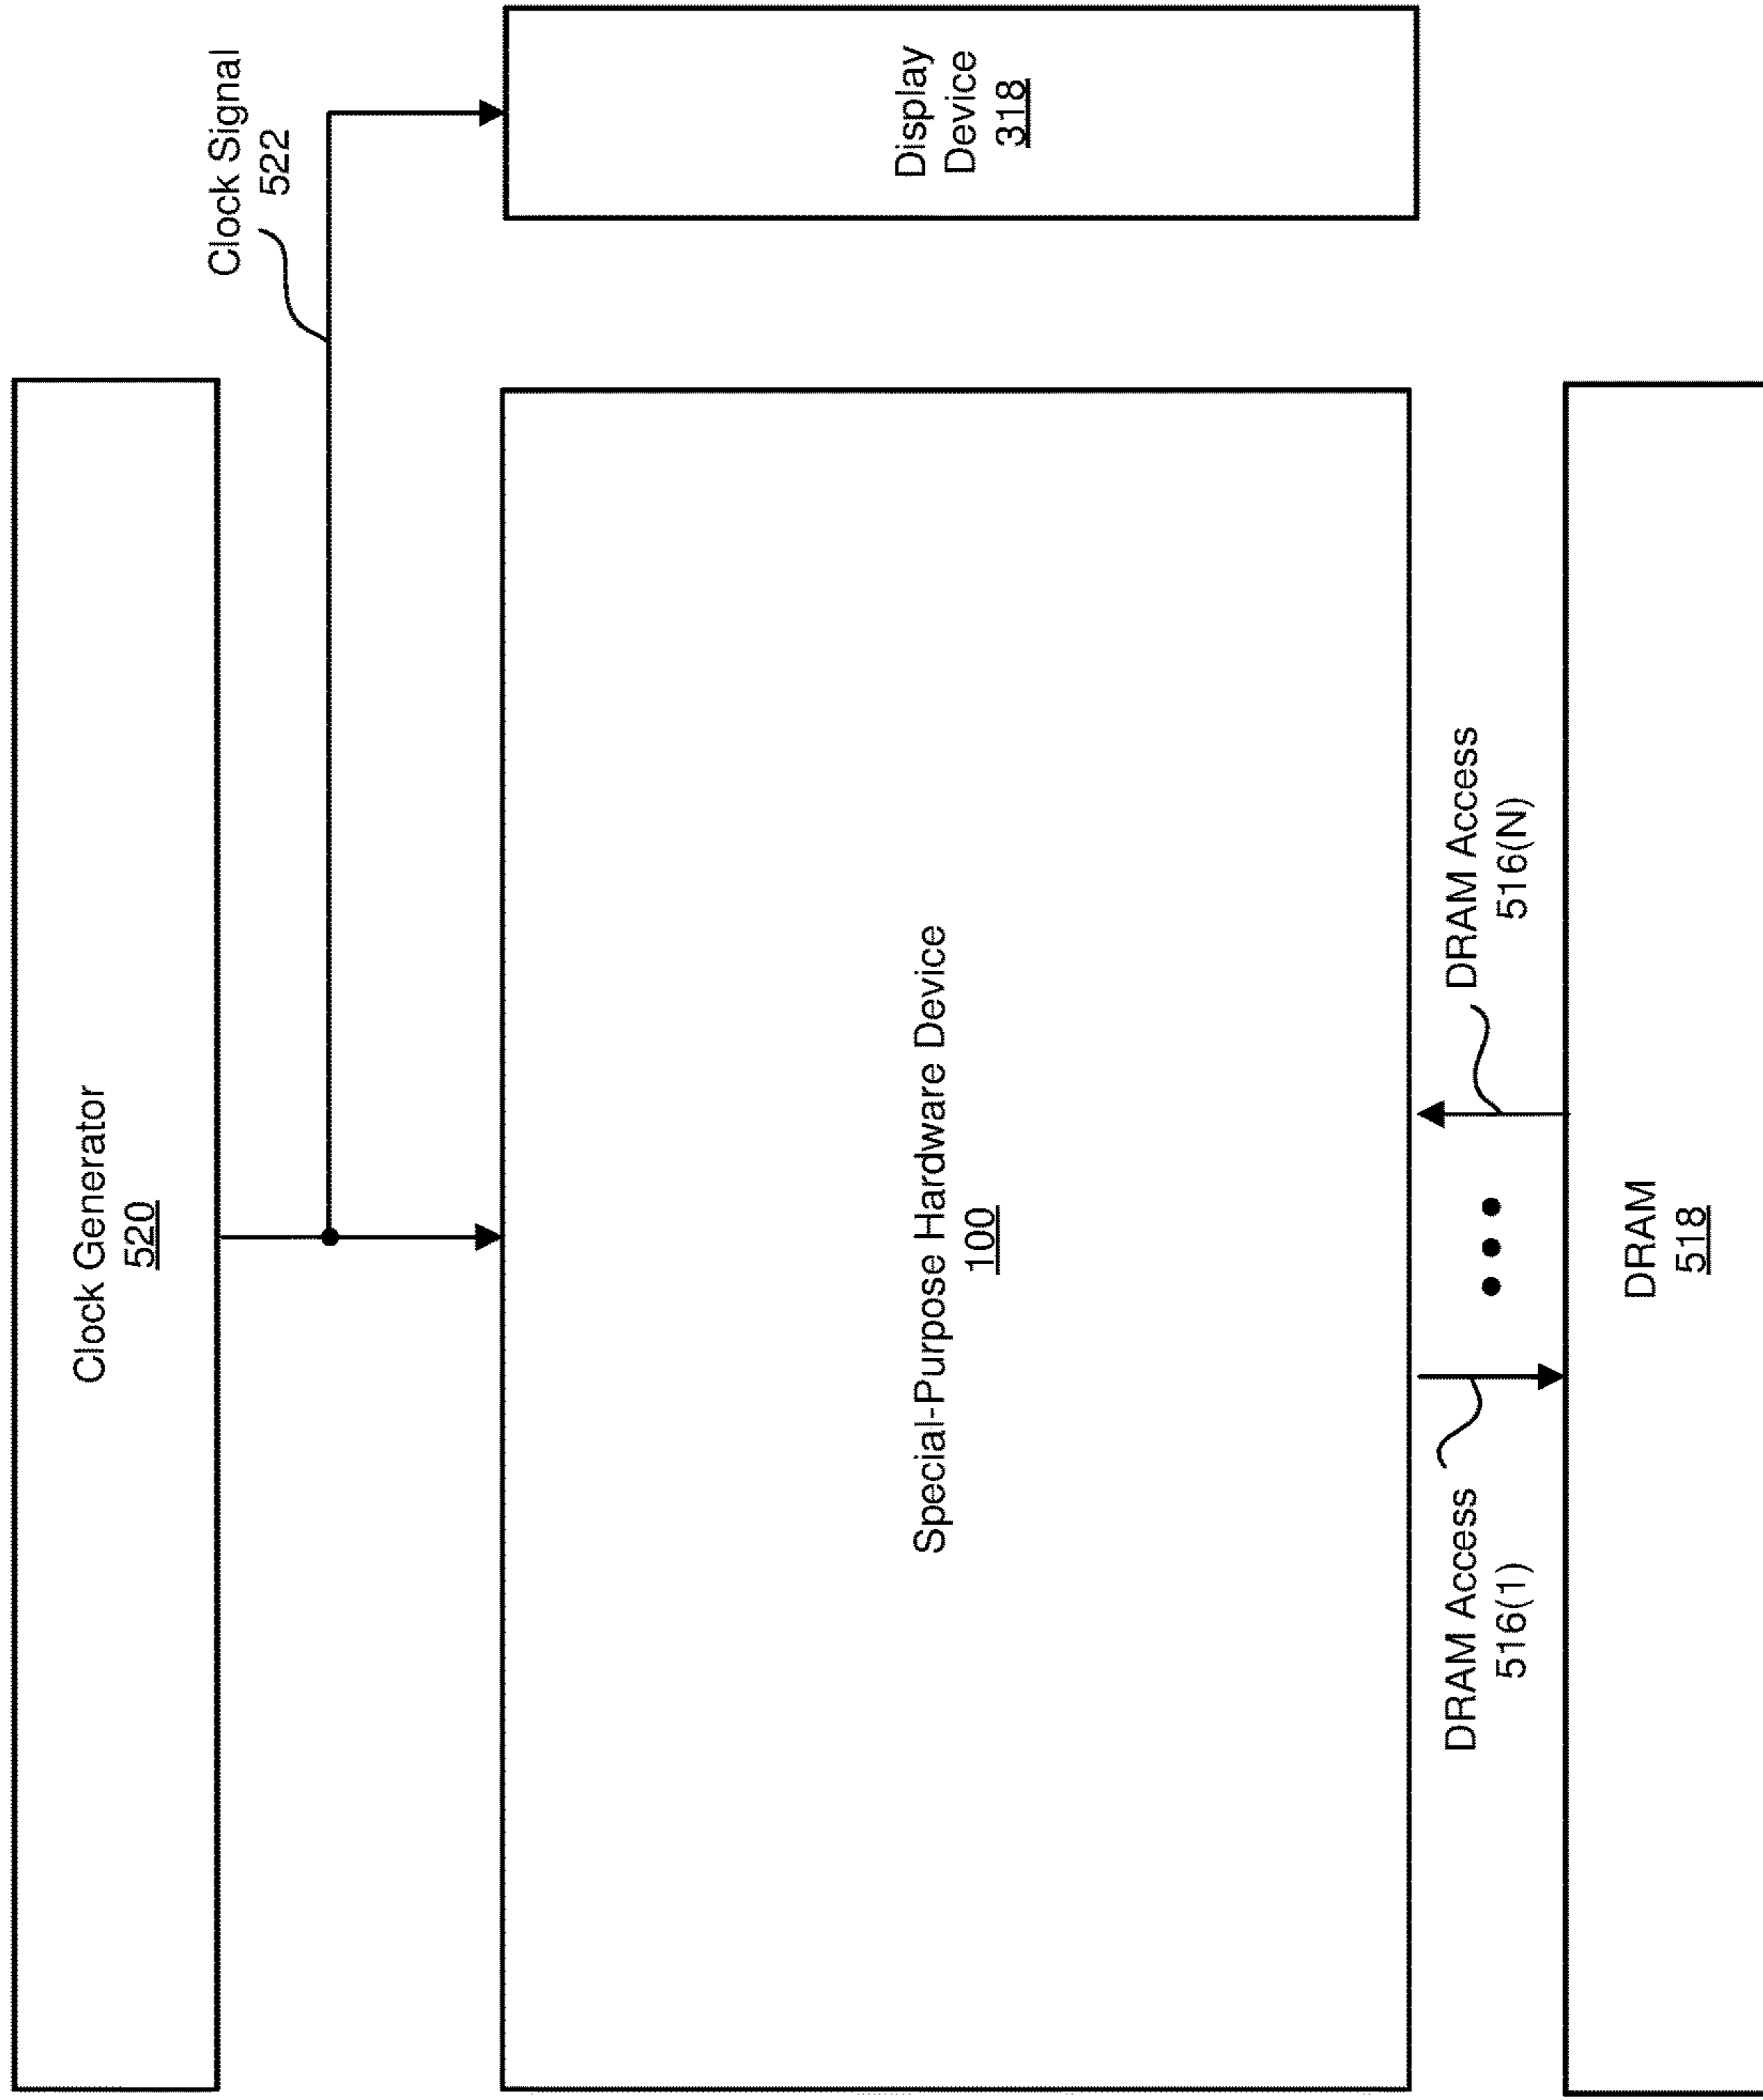 Clock Generator
520
Clock Signal
522
Special-Purpose Hardware Device
100
Display
Device
318
DRAM Access
516(1)
DRAM Access
516(N)
DRAM
518